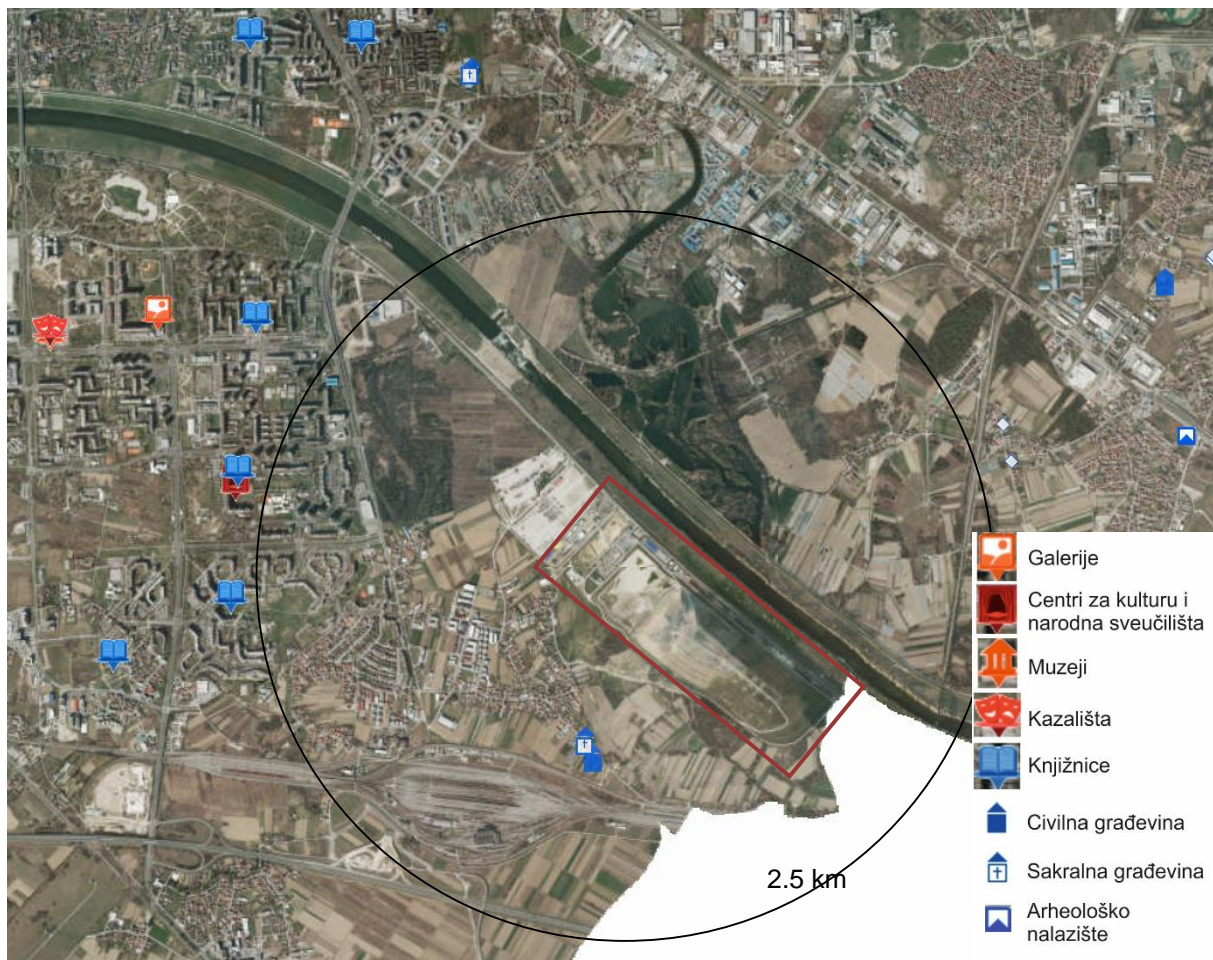 Galerije
Centri za kulturu i
narodna sveučilišta
Muzeji
Kazališta
Knjižnice
Civilna građevina
Sakralna građevina
Arheološko
nalazište
2.5 km